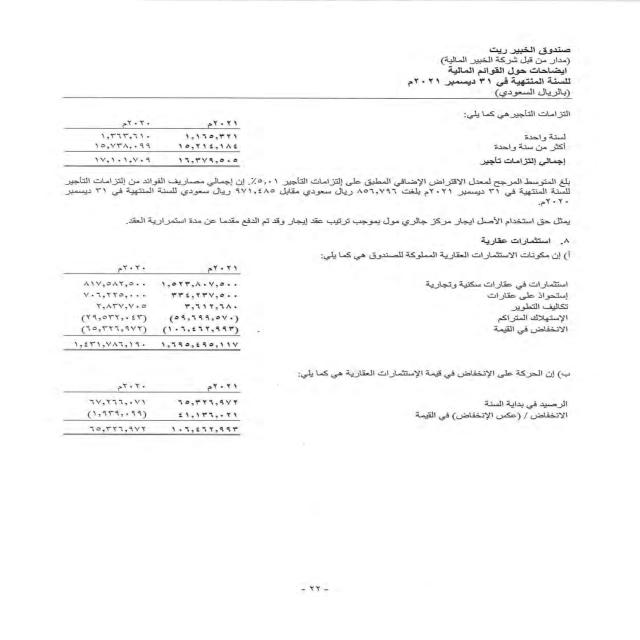 صندوق الخبير ريت
(مدار من قبل شركة الخبير المالية)
إيضاحات حول القوائم المالية
للسنة المنتهية في ٣١ ديسمبر ٢٠٢١م
(بالريال السعودي)
التزامات التأجير هي كما يلي:
٢٠٢١م ٢٠٢٠م
لسنة واحدة ١,١٦٥,٣٢١ ١,٣٦٣,٦١٠
أكثر من سنة واحدة ١٥,٢١٤,١٨٤ ١٥,٧٣٨,٠٩٩
إجمالي إلتزامات تأجير ١٦,٣٧٩,٥٠٥ ١٧,١٠١,٧٠٩
بلغ المتوسط المرجح لمعدل الاقتراض الإضافي المطبق على إلتزامات التأجير ٥,٠١٪. إن إجمالي مصاريف الفوائد من إلتزامات التأجير
للسنة المنتهية في ٣١ ديسمبر ٢٠٢١م بلغت ٨٥٦,٧٩٦ ريال سعودي مقابل ٩٧١,٤٨٥ ريال سعودي للسنة المنتهية في ٣١ ديسمبر
٢٠٢٠م.
يمثل حق استخدام الأصل ايجار مركز جاليري مول بموجب ترتيب عقد إيجار وقد تم الدفع مقدما عن مدة استمرارية العقد.
٨. استثمارات عقارية
أ) إن مكونات الاستثمارات العقارية المملوكة للصندوق هي كما يلي:
٢٠٢١م ٢٠٢٠م
استثمارات في عقارات سكنية وتجارية ١,٥٢٣,٨٠٧,٥٠٠ ٨١٧,٥٨٢,٥٠٠
إستحواذ على عقارات ٣٣٤,٢٣٧,٥٠٠ ٧٠٦,٢٢٥,٠٠٠
تكاليف التطوير ٣,٦١٢,٦٨٠ ٢,٨٣٧,٧٠٥
الإستهلاك المتراكم (٥٩,٦٩٩,٥٧٠) (٢٩,٥٣٢,٠٤٣)
الانخفاض في القيمة (١٠٦,٤٦٢,٩٩٣) (٦٥,٣٢٦,٩٧٢)
١,٦٩٥,٤٩٥,١١٧ ١,٤٣١,٧٨٦,١٩٠
ب) إن الحركة على الإنخفاض في قيمة الإستثمارات العقارية هي كما يلي:
٢٠٢١م ٢٠٢٠م
الرصيد في بداية السنة ٦٥,٣٢٦,٩٧٢ ٦٧,٢٦٦,٠٧١
الانخفاض / (عكس الإنخفاض) في القيمة ٤١,١٣٦,٠٢١ (١,٩٣٩,٠٩٩)
١٠٦,٤٦٢,٩٩٣ ٦٥,٣٢٦,٩٧٢
- ٢٢ -